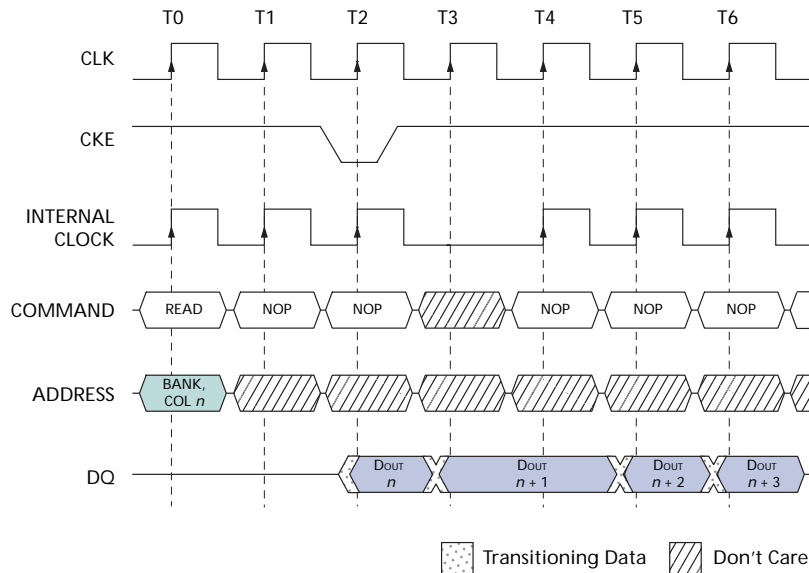 T0 T1 T2 T3 T4 T5 T6
CLK
CKE
INTERNAL
CLOCK
COMMAND READ NOP NOP NOP NOP NOP
ADDRESS BANK,
COL n
DQ DOUT DOUT DOUT DOUT
n n + 1 n + 2 n + 3
Transitioning Data Don't Care